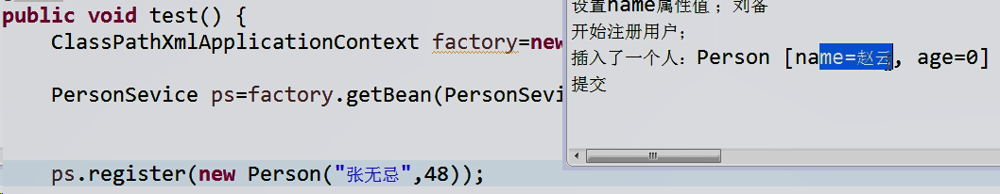 public void test() {
ClassPathXmlApplicationContext factory=new
PersonSevice ps=factory.getBean(PersonSevi
ps.register(new Person("张无忌",48));
设置name属性值；刘备
开始注册用户；
插入了一个人：Person [name=赵云, age=0]
提交